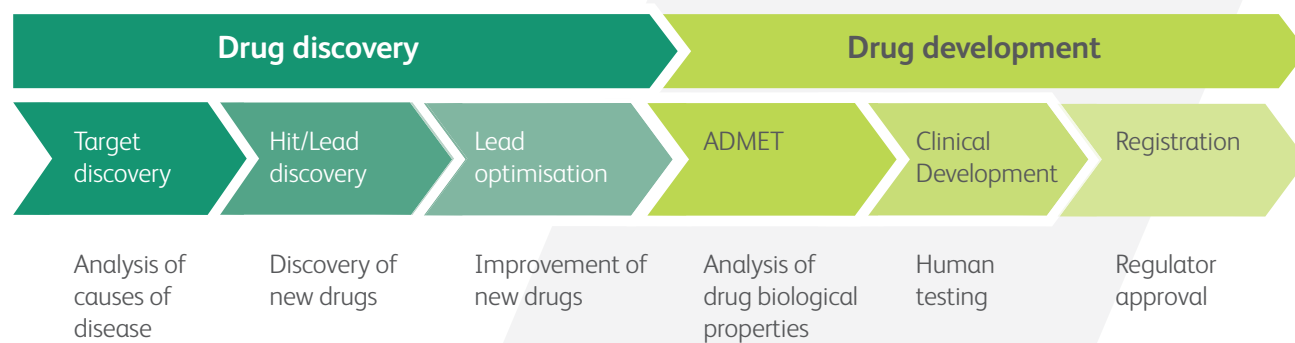 Drug discovery
Drug development
Target
discovery
Hit/Lead
discovery
Lead
optimisation
ADMET
Clinical
Development
Registration
Analysis of
causes of
disease
Discovery of
new drugs
Improvement of
new drugs
Analysis of
drug biological
properties
Human
testing
Regulator
approval